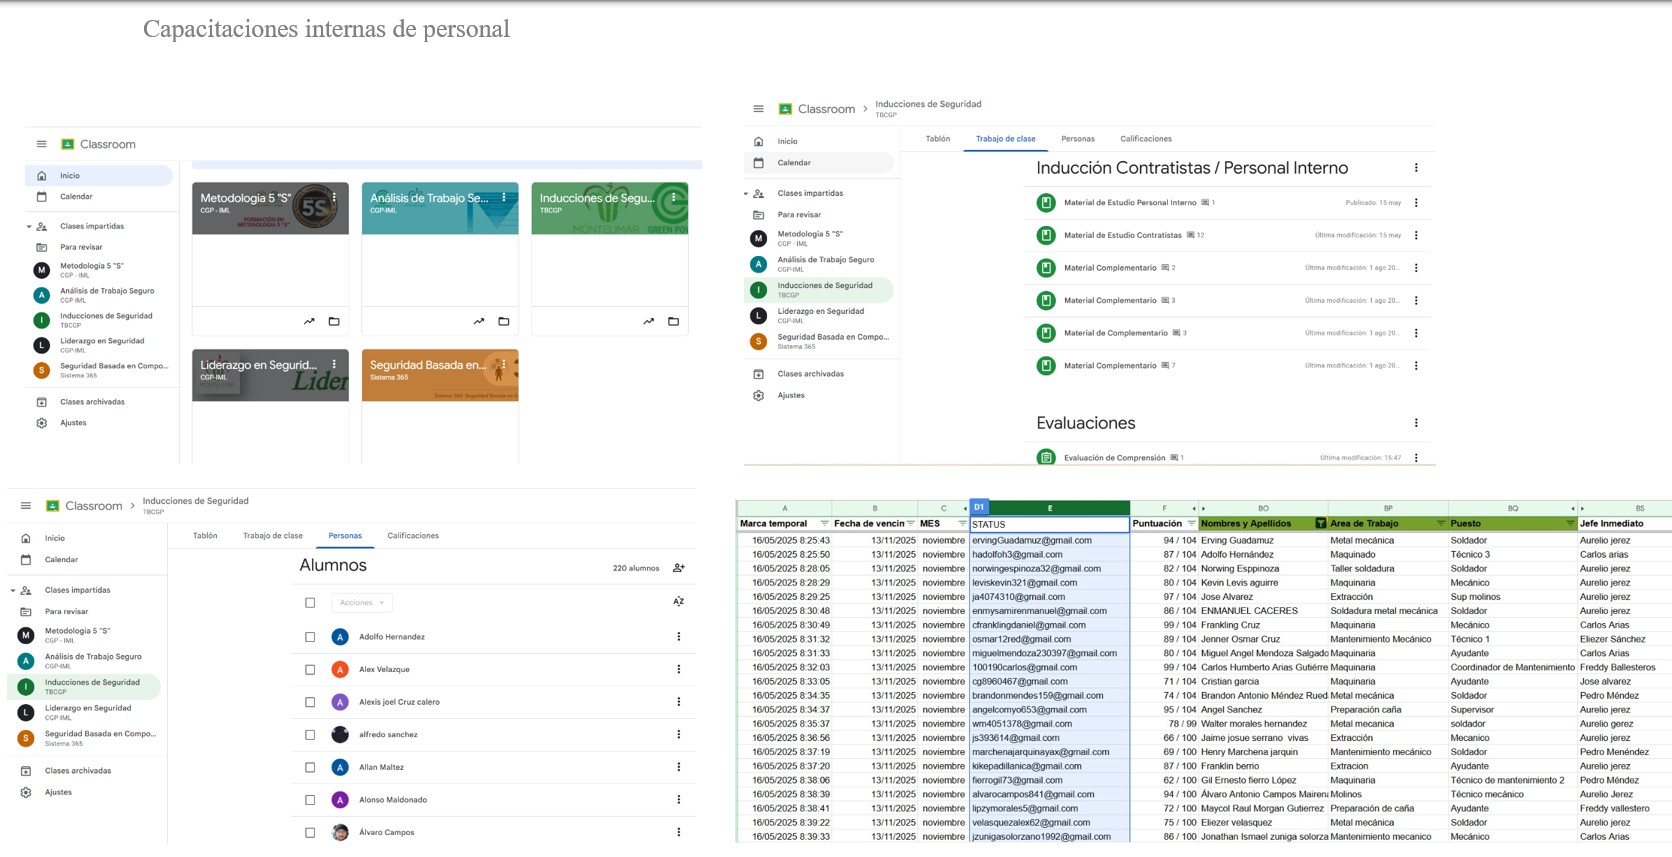 Capacitaciones internas de personal
Classroom
Inicio
Calendar
Clases impartidas
Para revisar
Metodologia 5 "S"
CGP - IML
Análisis de Trabajo Seguro
CGP-IML
Inducciones de Seguridad
TBCGP
Liderazgo en Seguridad
CGP-IML
Seguridad Basada en Compo...
Sistema 365
Clases archivadas
Ajustes
Metodologia 5 "S"
CGP - IML
5S
FORMACIÓN EN
METODOLOGÍA 5 "S"
Análisis de Trabajo Se...
CGP-IML
Inducciones de Segu...
TBCGP
MONTELIMAR
GREEN POW
Liderazgo en Segurid...
CGP-IML
Lider
Seguridad Basada en...
Sistema 365
Classroom > Inducciones de Seguridad
TBCGP
Inicio
Calendar
Clases impartidas
Para revisar
Metodologia 5 "S"
CGP - IML
Análisis de Trabajo Seguro
CGP-IML
Inducciones de Seguridad
TBCGP
Liderazgo en Seguridad
CGP-IML
Seguridad Basada en Compo...
Sistema 365
Clases archivadas
Ajustes
Tablón Trabajo de clase Personas Calificaciones
Inducción Contratistas / Personal Interno
Material de Estudio Personal Interno 1 Publicado: 15 may
Material de Estudio Contratistas 12 Última modificación: 15 may
Material Complementario 2 Última modificación: 1 ago 20...
Material Complementario 3 Última modificación: 1 ago 20...
Material de Complementario 3 Última modificación: 1 ago 20...
Material Complementario 7 Última modificación: 1 ago 20...
Evaluaciones
Evaluación de Comprensión 1 Última modificación: 15:47
Classroom > Inducciones de Seguridad
TBCGP
Inicio
Calendar
Clases impartidas
Para revisar
Metodologia 5 "S"
CGP - IML
Análisis de Trabajo Seguro
CGP-IML
Inducciones de Seguridad
TBCGP
Liderazgo en Seguridad
CGP-IML
Seguridad Basada en Compo...
Sistema 365
Clases archivadas
Ajustes
Tablón Trabajo de clase Personas Calificaciones
Alumnos 220 alumnos
Acciones
Adolfo Hernandez
Alex Velazque
Alexis joel Cruz calero
alfredo sanchez
Allan Maltez
Alonso Maldonado
Álvaro Campos
A B C D1 E F BO BP BQ BS
Marca temporal Fecha de vencin MES STATUS Puntuación Nombres y Apellidos Area de Trabajo Puesto Jefe Inmediato
16/05/2025 8:25:43 13/11/2025 noviembre ervingGuadamuz@gmail.com 94 / 104 Erving Guadamuz Metal mecánica Soldador Aurelio jerez
16/05/2025 8:25:50 13/11/2025 noviembre hadolfoh3@gmail.com 87 / 104 Adolfo Hernández Maquinado Técnico 3 Carlos arias
16/05/2025 8:28:05 13/11/2025 noviembre norwingespinoza32@gmail.com 82 / 104 Norwing Esppinoza Taller soldadura Soldador Aurelio jerez
16/05/2025 8:28:29 13/11/2025 noviembre leviskevin321@gmail.com 80 / 104 Kevin Levis aguirre Maquinaria Mecánico Aurelio jerez
16/05/2025 8:29:25 13/11/2025 noviembre ja4074310@gmail.com 97 / 104 Jose Alvarez Extracción Sup molinos Aurelio jerez
16/05/2025 8:30:48 13/11/2025 noviembre enmysamirenmanuel@gmail.com 86 / 104 ENMANUEL CACERES Soldadura metal mecánica Soldador Aurelio jerez
16/05/2025 8:30:49 13/11/2025 noviembre cfranklingdaniel@gmail.com 99 / 104 Frankling Cruz Maquinaria Mecánico Carlos Arias
16/05/2025 8:31:32 13/11/2025 noviembre osmar12red@gmail.com 89 / 104 Jenner Osmar Cruz Mantenimiento Mecánico Técnico 1 Eliezer Sánchez
16/05/2025 8:31:33 13/11/2025 noviembre miguelmendoza230397@gmail.com 80 / 104 Miguel Angel Mendoza Salgado Maquinaria Ayudante Carlos Arias
16/05/2025 8:32:03 13/11/2025 noviembre 100190carlos@gmail.com 99 / 104 Carlos Humberto Arias Gutiérre Maquinaria Coordinador de Mantenimiento Freddy Ballesteros
16/05/2025 8:33:05 13/11/2025 noviembre cg8960467@gmail.com 71 / 104 Cristian garcia Maquinaria Ayudante Jose alvarez
16/05/2025 8:34:35 13/11/2025 noviembre brandonmendes159@gmail.com 74 / 104 Brandon Antonio Méndez Rued Metal mecánica Soldador Pedro Méndez
16/05/2025 8:34:37 13/11/2025 noviembre angelcomyo653@gmail.com 95 / 104 Angel Sanchez Preparación caña Supervisor Aurelio jerez
16/05/2025 8:35:37 13/11/2025 noviembre wm4051378@gmail.com 78 / 99 Walter morales hernandez Metal mecanica soldador Aurelio gerez
16/05/2025 8:36:56 13/11/2025 noviembre js393614@gmail.com 66 / 100 Jaime josue serrano vivas Extracción Mecánico Aurelio jerez
16/05/2025 8:37:19 13/11/2025 noviembre marchenajarquinayax@gmail.com 69 / 100 Henry Marchena jarquin Mantenimiento mecánico Soldador Pedro Menéndez
16/05/2025 8:37:20 13/11/2025 noviembre kikepadillanica@gmail.com 87 / 100 Franklin berrio Extracion Ayudante Aurelio jerez
16/05/2025 8:38:06 13/11/2025 noviembre fierrogil73@gmail.com 62 / 100 Gil Ernesto fierro López Maquinaria Técnico de mantenimiento 2 Pedro Méndez
16/05/2025 8:38:39 13/11/2025 noviembre alvarocampos841@gmail.com 94 / 100 Álvaro Antonio Campos Mairena Molinos Técnico mecánico Aurelio Jerez
16/05/2025 8:38:41 13/11/2025 noviembre lipzymorales5@gmail.com 72 / 100 Maycol Raul Morgan Gutierrez Preparación de caña Ayudante Freddy vallestero
16/05/2025 8:39:22 13/11/2025 noviembre velasquezalex62@gmail.com 75 / 100 Eliezer velasquez Metal mecánica Soldador Aurelio jerez
16/05/2025 8:39:33 13/11/2025 noviembre jzunigasolorzano1992@gmail.com 86 / 100 Jonathan Ismael zuniga solorza Mantenimiento mecanico Mecánico Carlos Arias